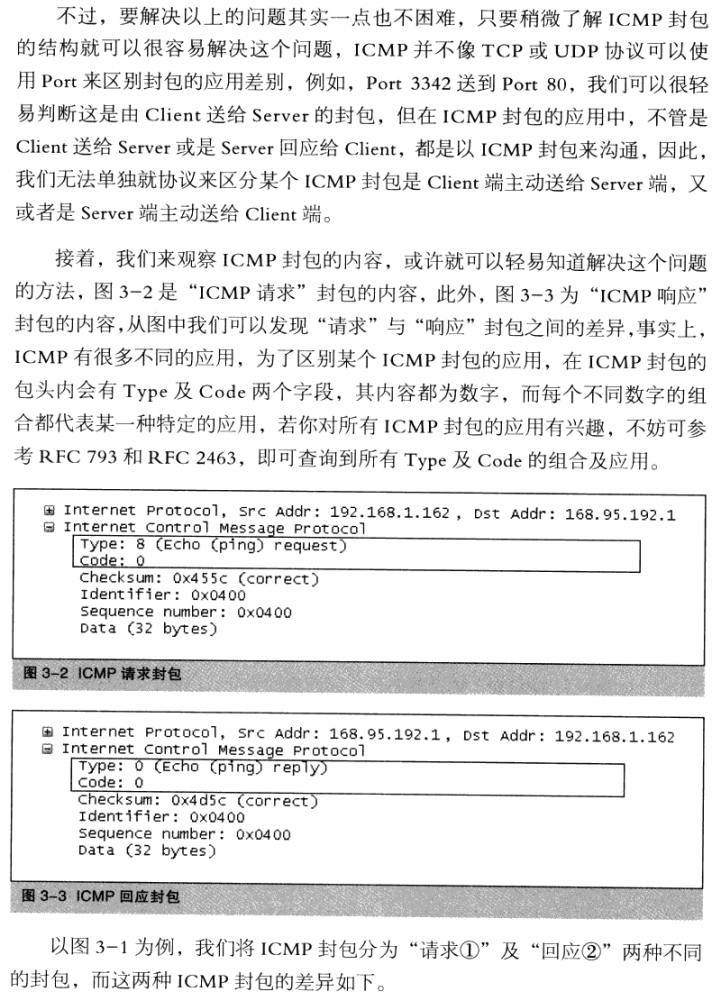 不过，要解决以上的问题其实一点也不困难，只要稍微了解 ICMP 封包
的结构就可以很容易解决这个问题，ICMP 并不像 TCP 或 UDP 协议可以使
用 Port 来区别封包的应用差别，例如，Port 3342 送到 Port 80，我们可以很轻
易判断这是由 Client 送给 Server 的封包，但在 ICMP 封包的应用中，不管是
Client 送给 Server 或是 Server 回应给 Client，都是以 ICMP 封包来沟通，因此，
我们无法单独就协议来区分某个 ICMP 封包是 Client 端主动送给 Server 端，又
或者是 Server 端主动送给 Client 端。
接着，我们来观察 ICMP 封包的内容，或许就可以轻易知道解决这个问题
的方法，图 3-2 是“ICMP 请求”封包的内容，此外，图 3-3 为“ICMP 响应”
封包的内容，从图中我们可以发现“请求”与“响应”封包之间的差异，事实上，
ICMP 有很多不同的应用，为了区别某个 ICMP 封包的应用，在 ICMP 封包的
包头内会有 Type 及 Code 两个字段，其内容都为数字，而每个不同数字的组
合都代表某一种特定的应用，若你对所有 ICMP 封包的应用有兴趣，不妨可参
考 RFC 793 和 RFC 2463，即可查询到所有 Type 及 Code 的组合及应用。
Internet Protocol, Src Addr: 192.168.1.162 , Dst Addr: 168.95.192.1
Internet Control Message Protocol
Type: 8 (Echo (ping) request)
Code: 0
Checksum: 0x455c (correct)
Identifier: 0x0400
Sequence number: 0x0400
Data (32 bytes)
图 3-2 ICMP 请求封包
Internet Protocol, Src Addr: 168.95.192.1 , Dst Addr: 192.168.1.162
Internet Control Message Protocol
Type: 0 (Echo (ping) reply)
Code: 0
Checksum: 0x4d5c (correct)
Identifier: 0x0400
Sequence number: 0x0400
Data (32 bytes)
图 3-3 ICMP 回应封包
以图 3-1 为例，我们将 ICMP 封包分为“请求①”及“回应②”两种不同
的封包，而这两种 ICMP 封包的差异如下。